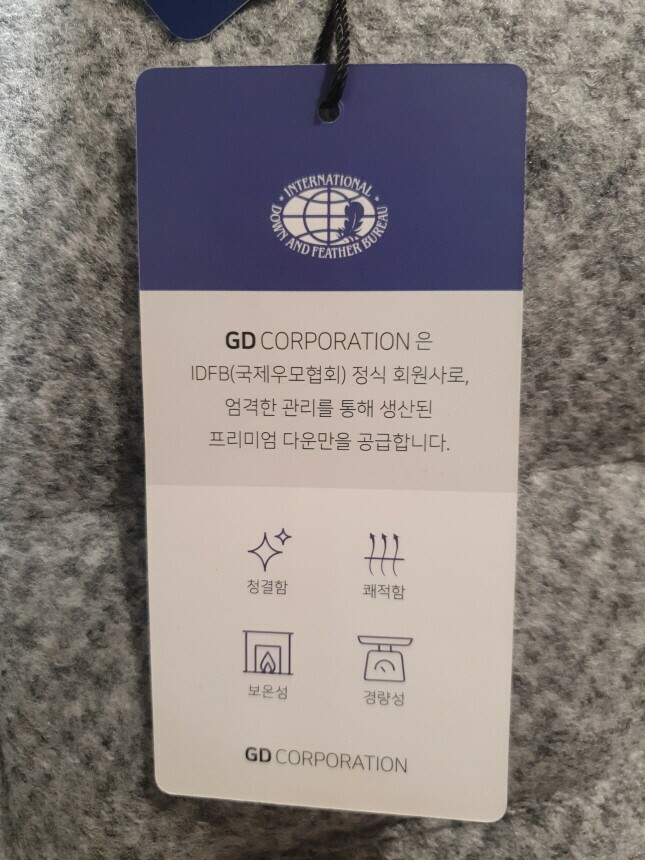 INTERNATIONAL
DOWN AND FEATHER BUREAU
GD CORPORATION 은
IDFB(국제우모협회) 정식 회원사로,
엄격한 관리를 통해 생산된
프리미엄 다운만을 공급합니다.
청결함
쾌적함
보온성
경량성
GD CORPORATION